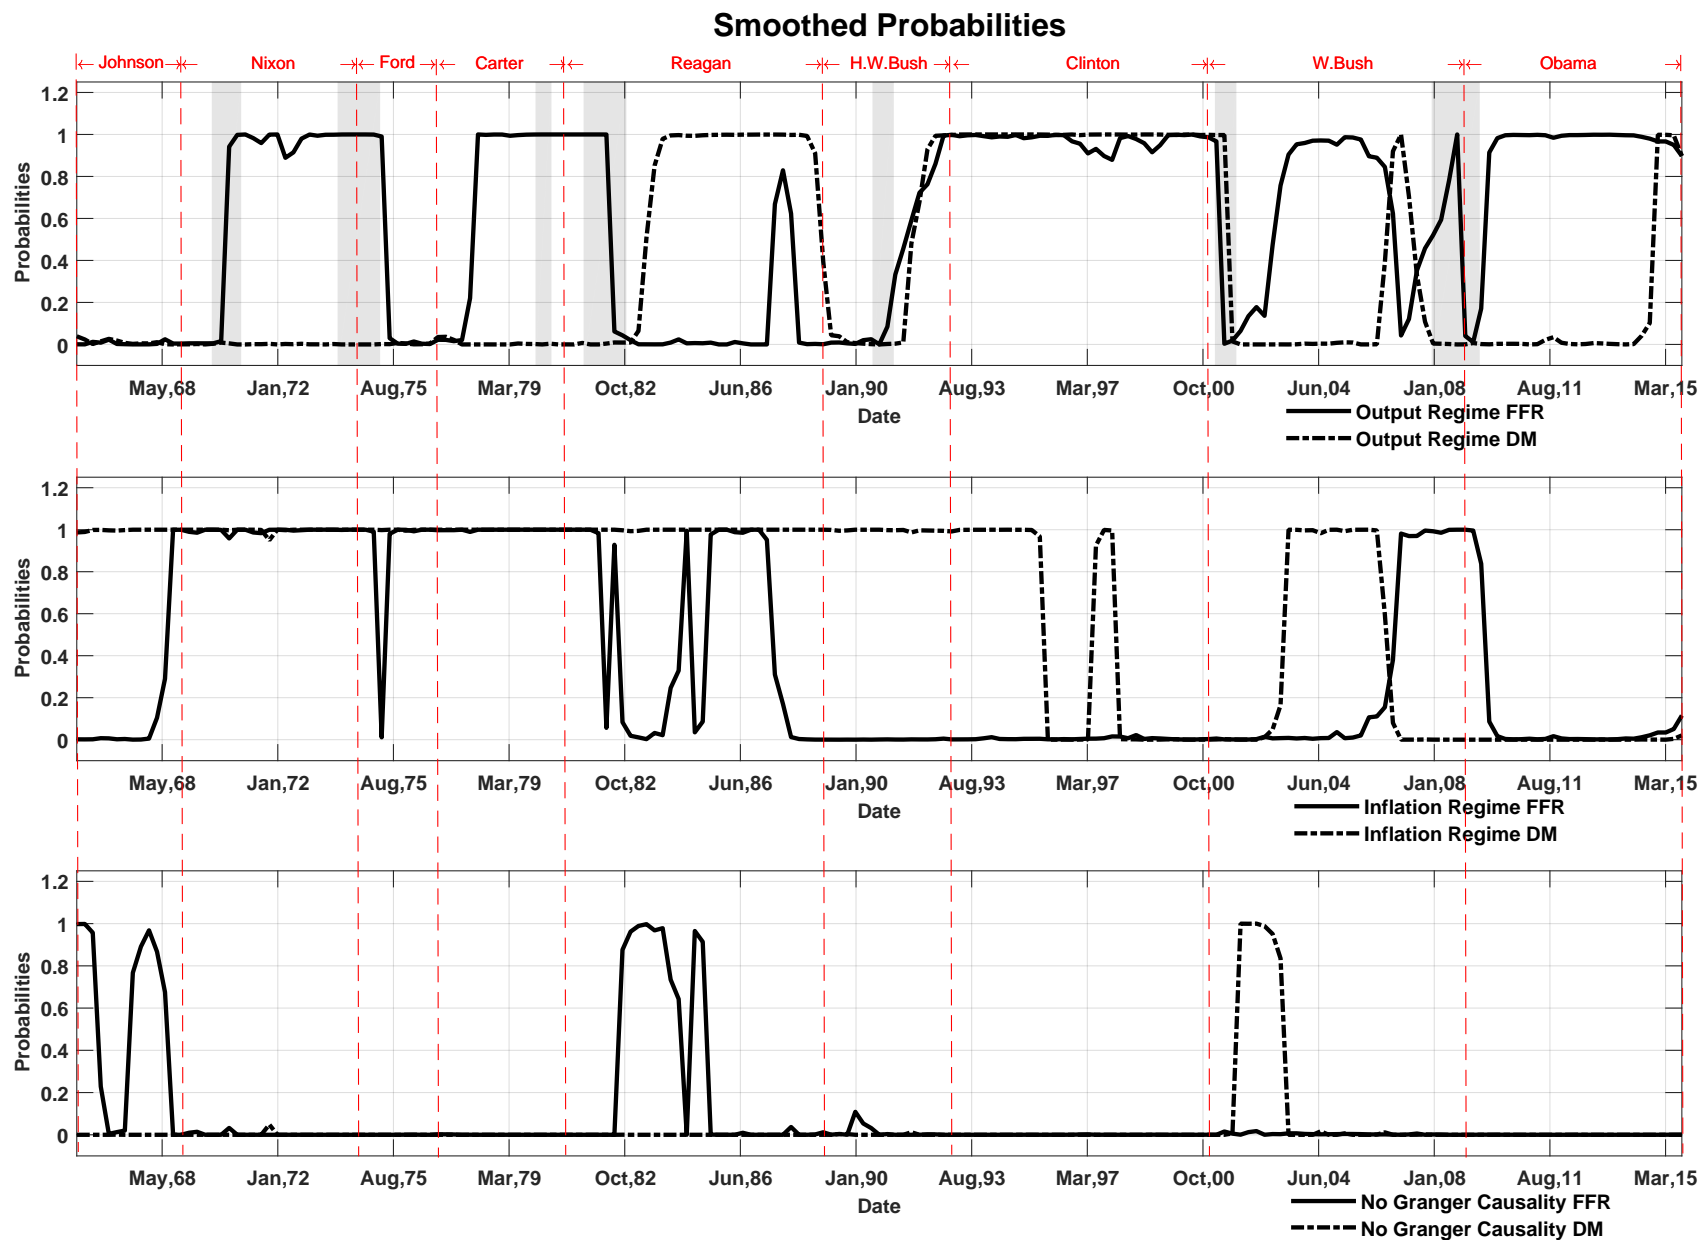 Smoothed Probabilities
Johnson Nixon Ford Carter Reagan H.W.Bush Clinton W.Bush Obama
Probabilities
1.2
1
0.8
0.6
0.4
0.2
0
May,68 Jan,72 Aug,75 Mar,79 Oct,82 Jun,86 Jan,90 Aug,93 Mar,97 Oct,00 Jun,04 Jan,08 Aug,11 Mar,15
Date
Output Regime FFR
Output Regime DM
Probabilities
1.2
1
0.8
0.6
0.4
0.2
0
May,68 Jan,72 Aug,75 Mar,79 Oct,82 Jun,86 Jan,90 Aug,93 Mar,97 Oct,00 Jun,04 Jan,08 Aug,11 Mar,15
Date
Inflation Regime FFR
Inflation Regime DM
Probabilities
1.2
1
0.8
0.6
0.4
0.2
0
May,68 Jan,72 Aug,75 Mar,79 Oct,82 Jun,86 Jan,90 Aug,93 Mar,97 Oct,00 Jun,04 Jan,08 Aug,11 Mar,15
Date
No Granger Causality FFR
No Granger Causality DM